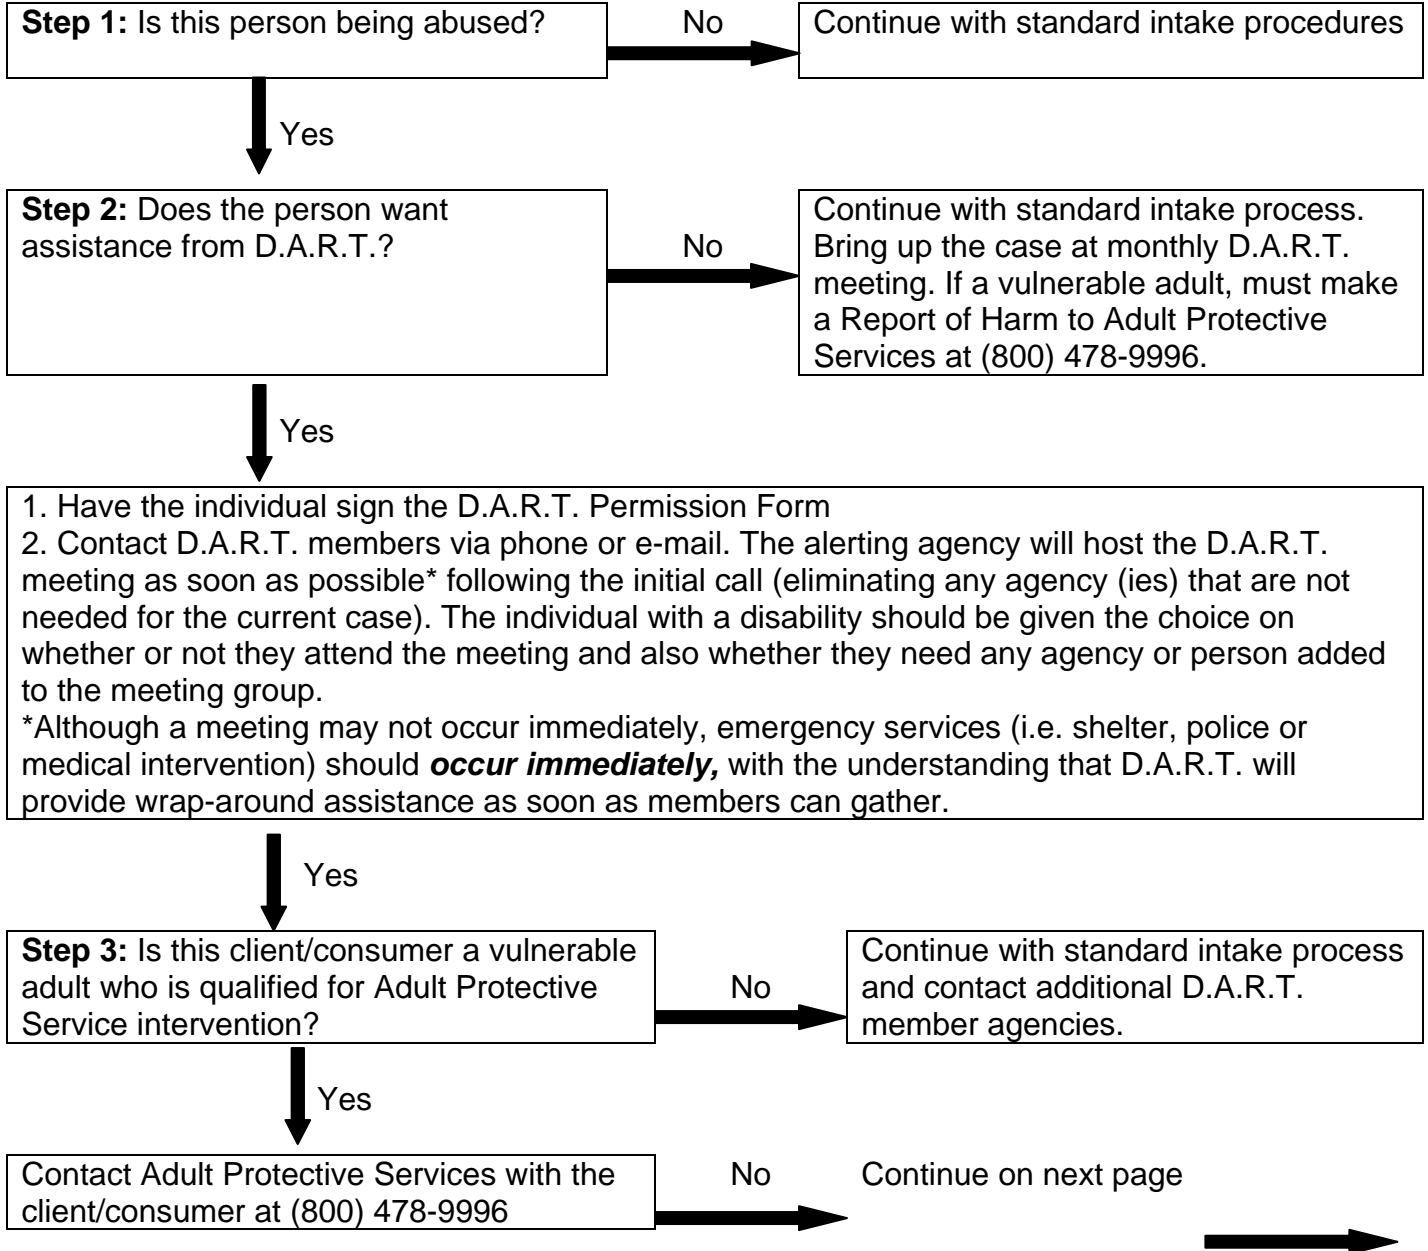 Step 1: Is this person being abused?
No
Continue with standard intake procedures
Yes
Step 2: Does the person want
assistance from D.A.R.T.?
No
Continue with standard intake process.
Bring up the case at monthly D.A.R.T.
meeting. If a vulnerable adult, must make
a Report of Harm to Adult Protective
Services at (800) 478-9996.
Yes
1. Have the individual sign the D.A.R.T. Permission Form
2. Contact D.A.R.T. members via phone or e-mail. The alerting agency will host the D.A.R.T.
meeting as soon as possible* following the initial call (eliminating any agency (ies) that are not
needed for the current case). The individual with a disability should be given the choice on
whether or not they attend the meeting and also whether they need any agency or person added
to the meeting group.
*Although a meeting may not occur immediately, emergency services (i.e. shelter, police or
medical intervention) should occur immediately, with the understanding that D.A.R.T. will
provide wrap-around assistance as soon as members can gather.
Yes
Step 3: Is this client/consumer a vulnerable
adult who is qualified for Adult Protective
Service intervention?
No
Continue with standard intake process
and contact additional D.A.R.T.
member agencies.
Yes
Contact Adult Protective Services with the
client/consumer at (800) 478-9996
No
Continue on next page